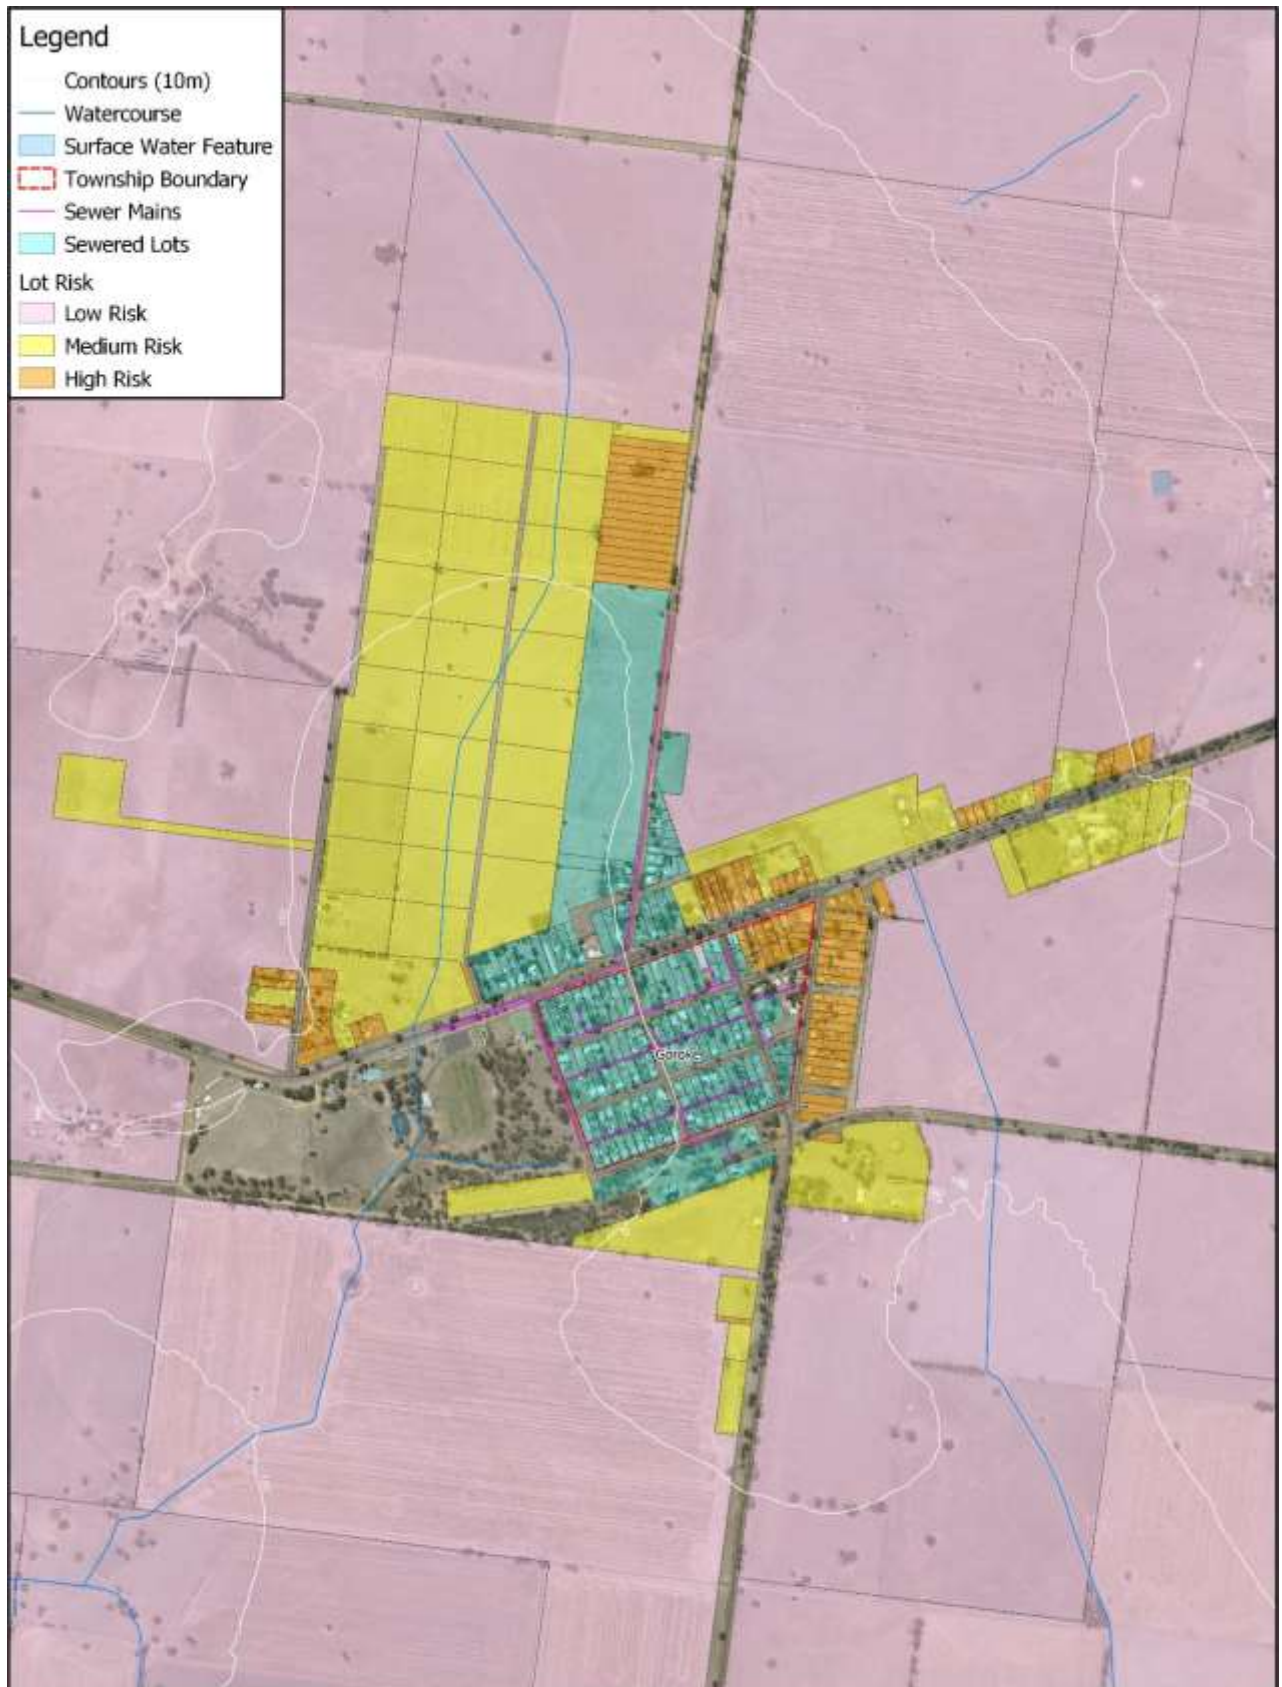 Legend
Contours (10m)
Watercourse
Surface Water Feature
Township Boundary
Sewer Mains
Sewered Lots
Lot Risk
Low Risk
Medium Risk
High Risk
Goroke